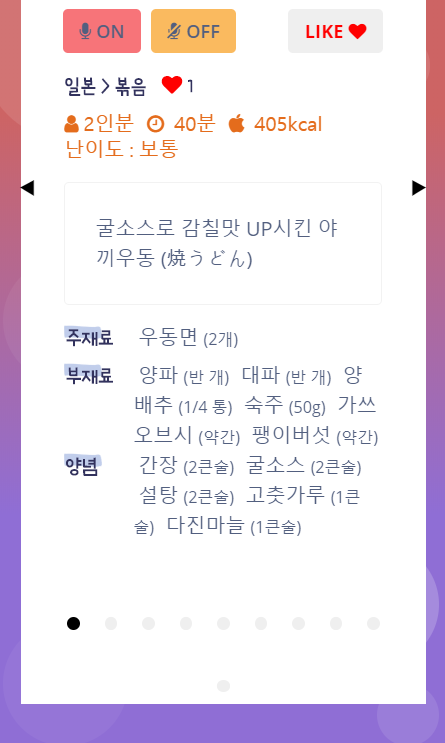 ON OFF LIKE
일본 > 볶음 1
2인분 40분 405kcal
난이도 : 보통
굴소스로 감칠맛 UP시킨 야
끼우동 (焼うどん)
주재료 우동면 (2개)
부재료 양파 (반 개) 대파 (반 개) 양
배추 (1/4 통) 숙주 (50g) 가쓰
오브시 (약간) 팽이버섯 (약간)
양념 간장 (2큰술) 굴소스 (2큰술)
설탕 (2큰술) 고춧가루 (1큰
술) 다진마늘 (1큰술)